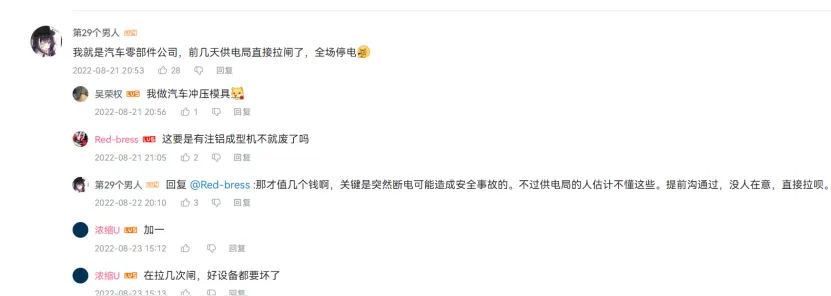 第29个男人
我就是汽车零部件公司，前几天供电局直接拉闸了，全场停电
2022-08-21 20:53 28 回复
吴荣权 LV5 我做汽车冲压模具
2022-08-21 20:56 1 回复
Red-bress LV6 这要是有注铝成型机不就废了吗
2022-08-21 21:05 2 回复
第29个男人 回复 @Red-bress :那才值几个钱啊，关键是突然断电可能造成安全事故的。不过供电局的人估计不懂这些。提前沟通过，没人在意，直接拉呗。
2022-08-22 20:10 3 回复
浓缩U LV5 加一
2022-08-23 15:12 回复
浓缩U LV5 在拉几次闸，好设备都要坏了
2022-08-23 15:13 回复